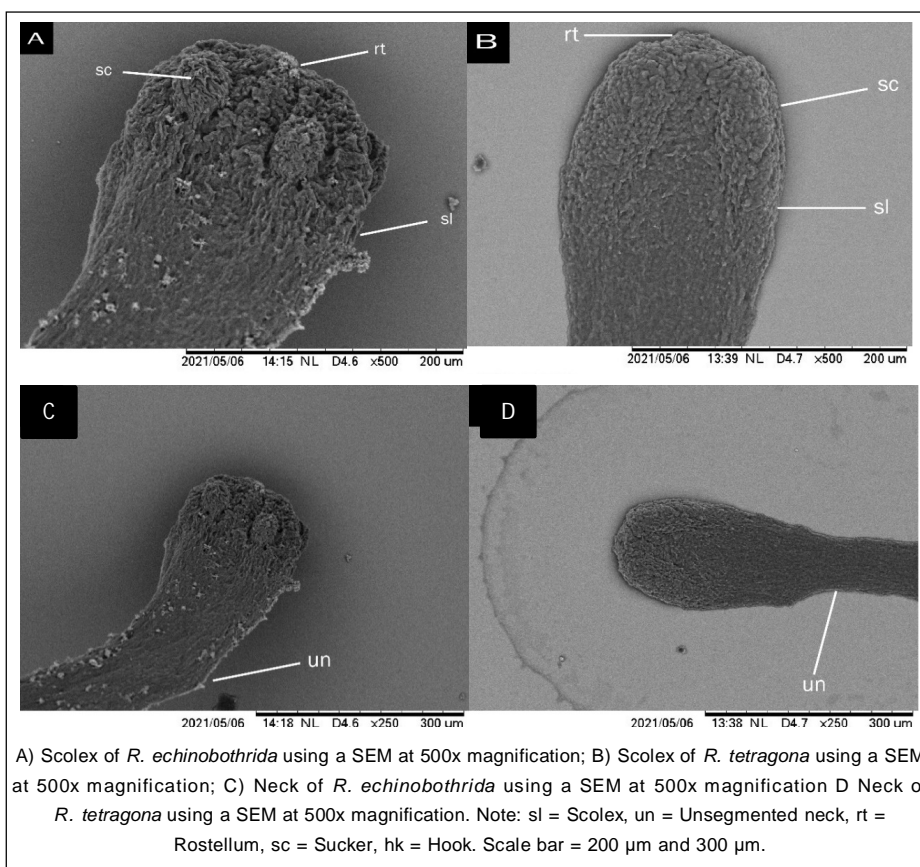 A
sc
rt
sl
2021/05/06 14:15 NL D4.6 x500 200 um
B
rt
sc
sl
2021/05/06 13:39 NL D4.7 x500 200 um
C
un
2021/05/06 14:18 NL D4.6 x250 300 um
D
un
2021/05/06 13:38 NL D4.7 x250 300 um
A) Scolex of R. echinobothrida using a SEM at 500x magnification; B) Scolex of R. tetragona using a SEM
at 500x magnification; C) Neck of R. echinobothrida using a SEM at 500x magnification D Neck o
R. tetragona using a SEM at 500x magnification. Note: sl = Scolex, un = Unsegmented neck, rt =
Rostellum, sc = Sucker, hk = Hook. Scale bar = 200 µm and 300 µm.